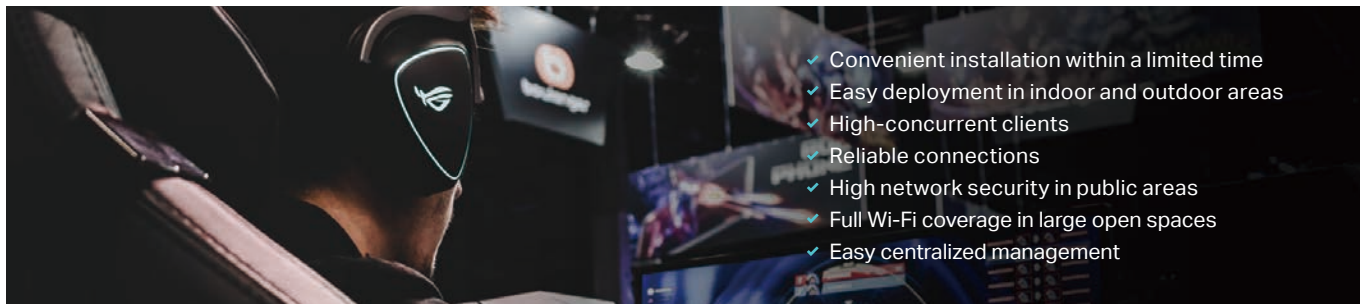 boulanger
Convenient installation within a limited time
Easy deployment in indoor and outdoor areas
High-concurrent clients
Reliable connections
High network security in public areas
Full Wi-Fi coverage in large open spaces
Easy centralized management